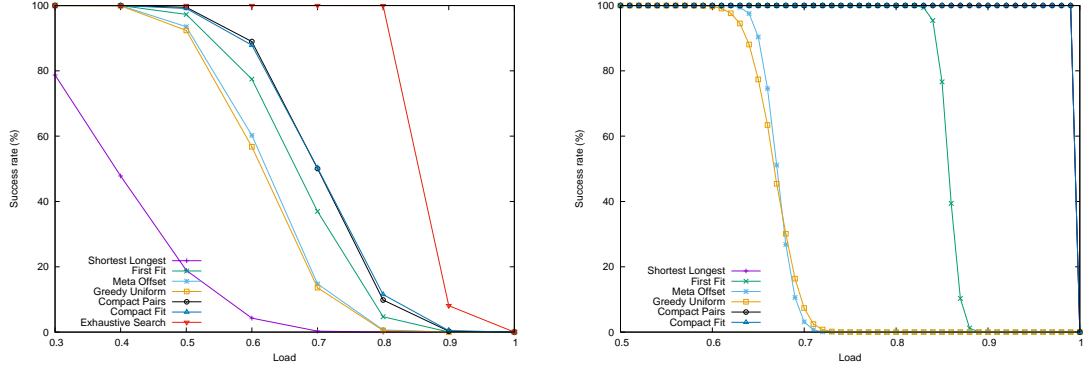 100
80
60
40
20
0
Success rate (%)
Shortest Longest
First Fit
Meta Offset
Greedy Uniform
Compact Pairs
Compact Fit
Exhaustive Search
0.3 0.4 0.5 0.6 0.7 0.8 0.9 1
Load
100
80
60
40
20
0
Success rate (%)
Shortest Longest
First Fit
Meta Offset
Greedy Uniform
Compact Pairs
Compact Fit
0.5 0.6 0.7 0.8 0.9 1
Load